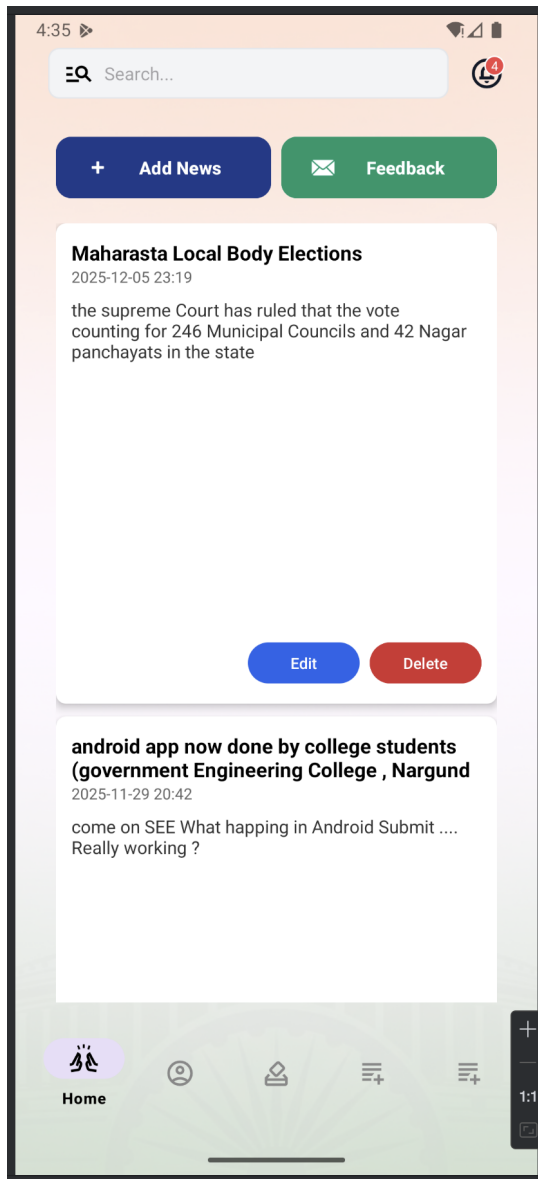 4:35
Search...
4
+ Add News
Feedback
Maharasta Local Body Elections
2025-12-05 23:19
the supreme Court has ruled that the vote
counting for 246 Municipal Councils and 42 Nagar
panchayats in the state
Edit
Delete
android app now done by college students
(government Engineering College , Nargund
2025-11-29 20:42
come on SEE What happing in Android Submit ....
Really working ?
Home
1:1